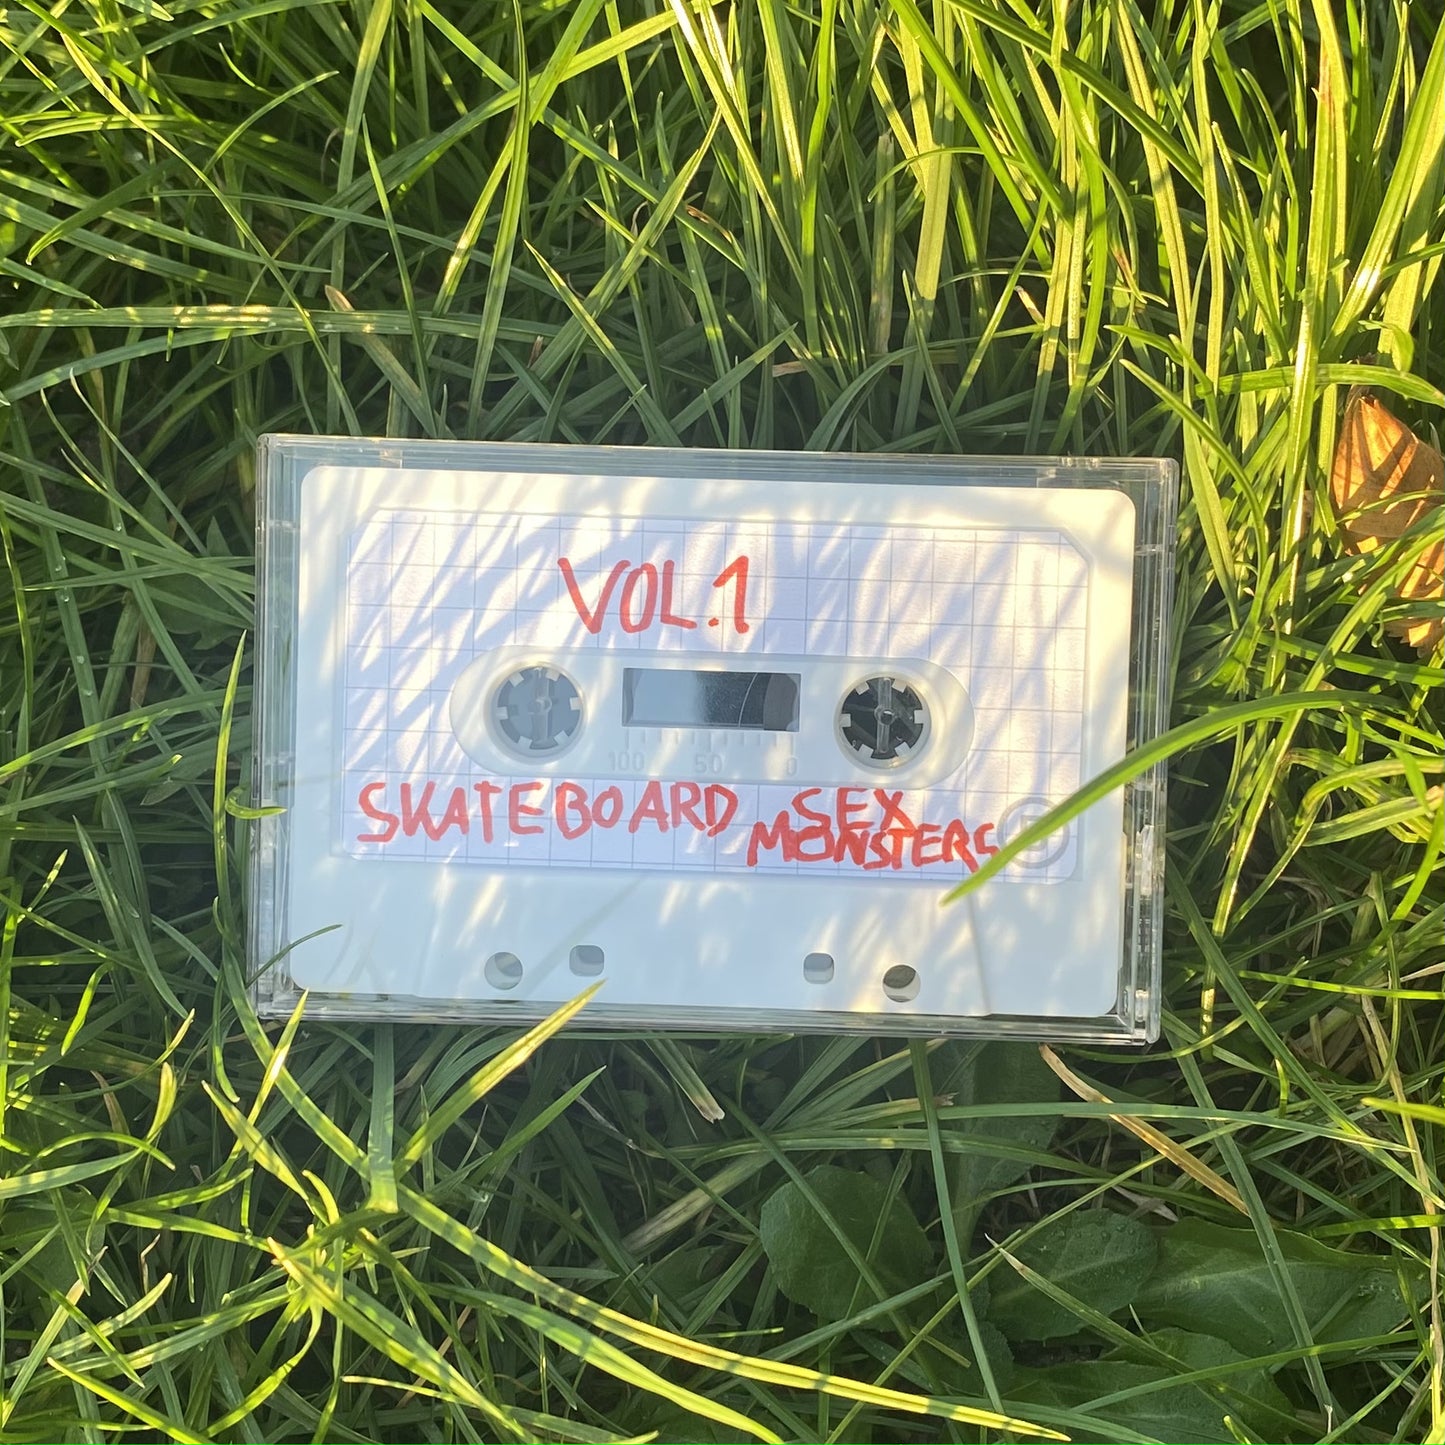 VOL.1
100 50 0
SKATEBOARD SEX
MONSTERS
B